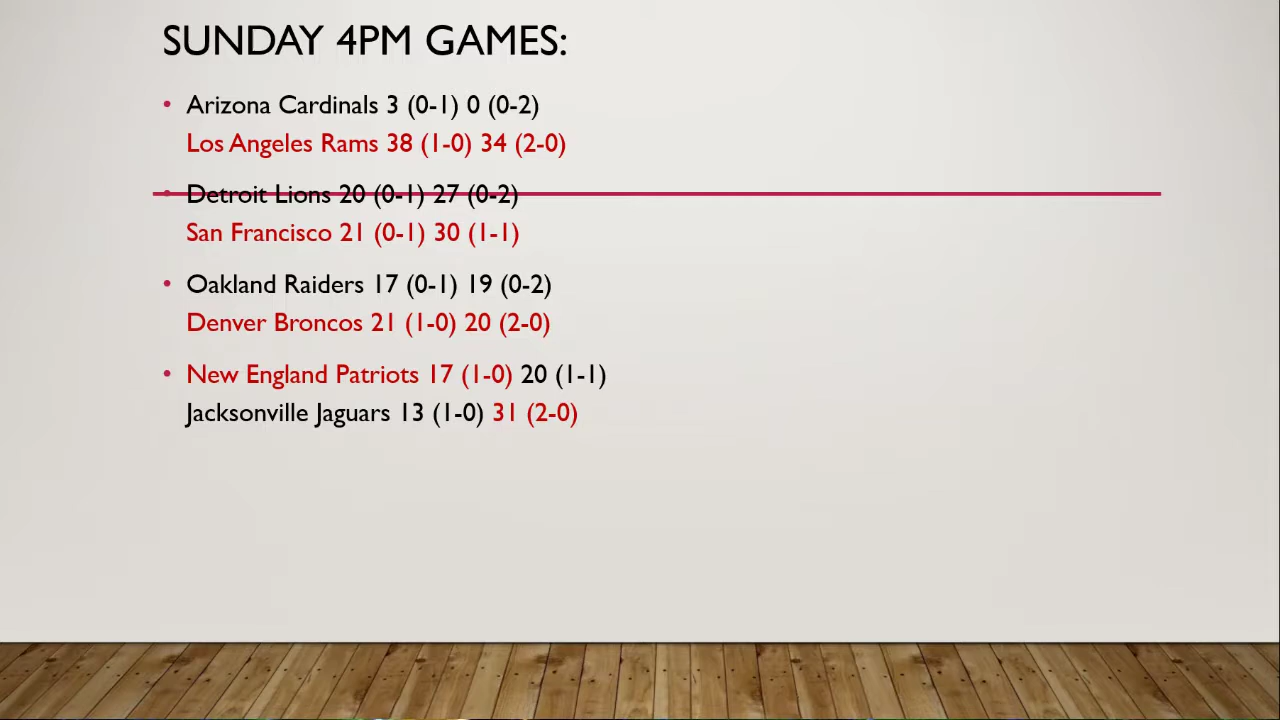 SUNDAY 4PM GAMES:
• Arizona Cardinals 3 (0-1) 0 (0-2)
Los Angeles Rams 38 (1-0) 34 (2-0)
• Detroit Lions 20 (0-1) 27 (0-2)
San Francisco 21 (0-1) 30 (1-1)
• Oakland Raiders 17 (0-1) 19 (0-2)
Denver Broncos 21 (1-0) 20 (2-0)
• New England Patriots 17 (1-0) 20 (1-1)
Jacksonville Jaguars 13 (1-0) 31 (2-0)